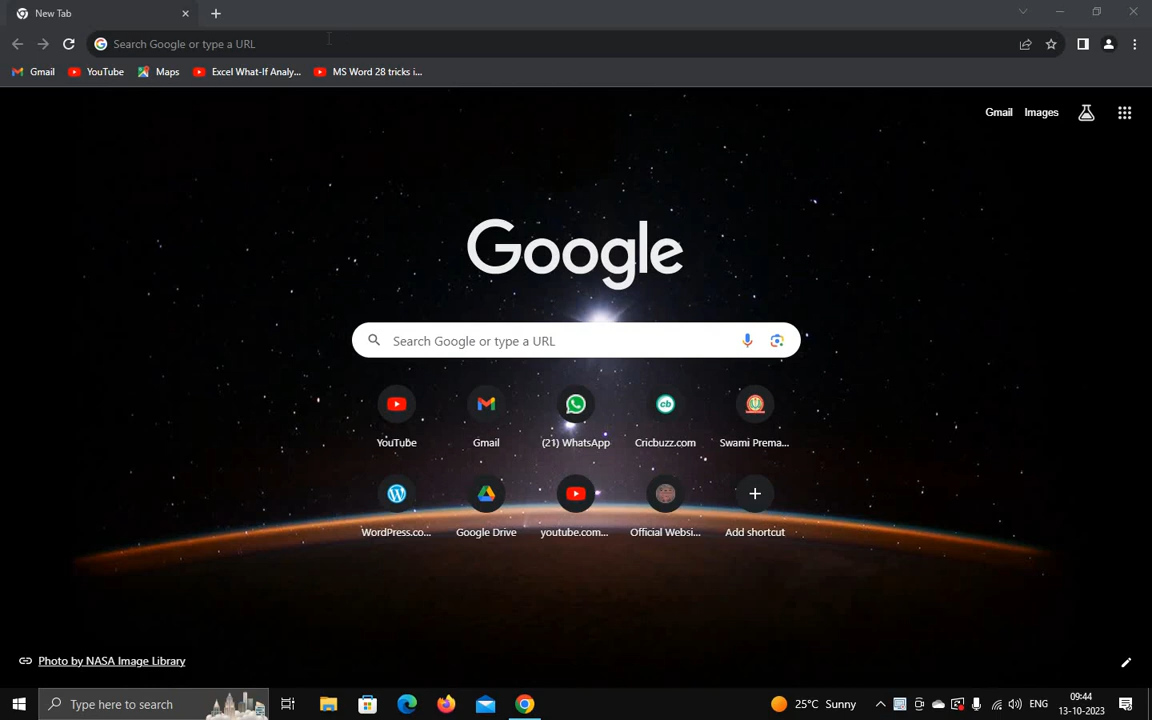 New Tab
Search Google or type a URL
Gmail YouTube Maps Excel What-If Analy... MS Word 28 tricks i...
Gmail Images
Google
Search Google or type a URL
YouTube Gmail (21) WhatsApp Cricbuzz.com Swami Prema...
WordPress.co... Google Drive youtube.com... Official Websi... Add shortcut
Photo by NASA Image Library
Type here to search
25°C Sunny
ENG
09:44
13-10-2023